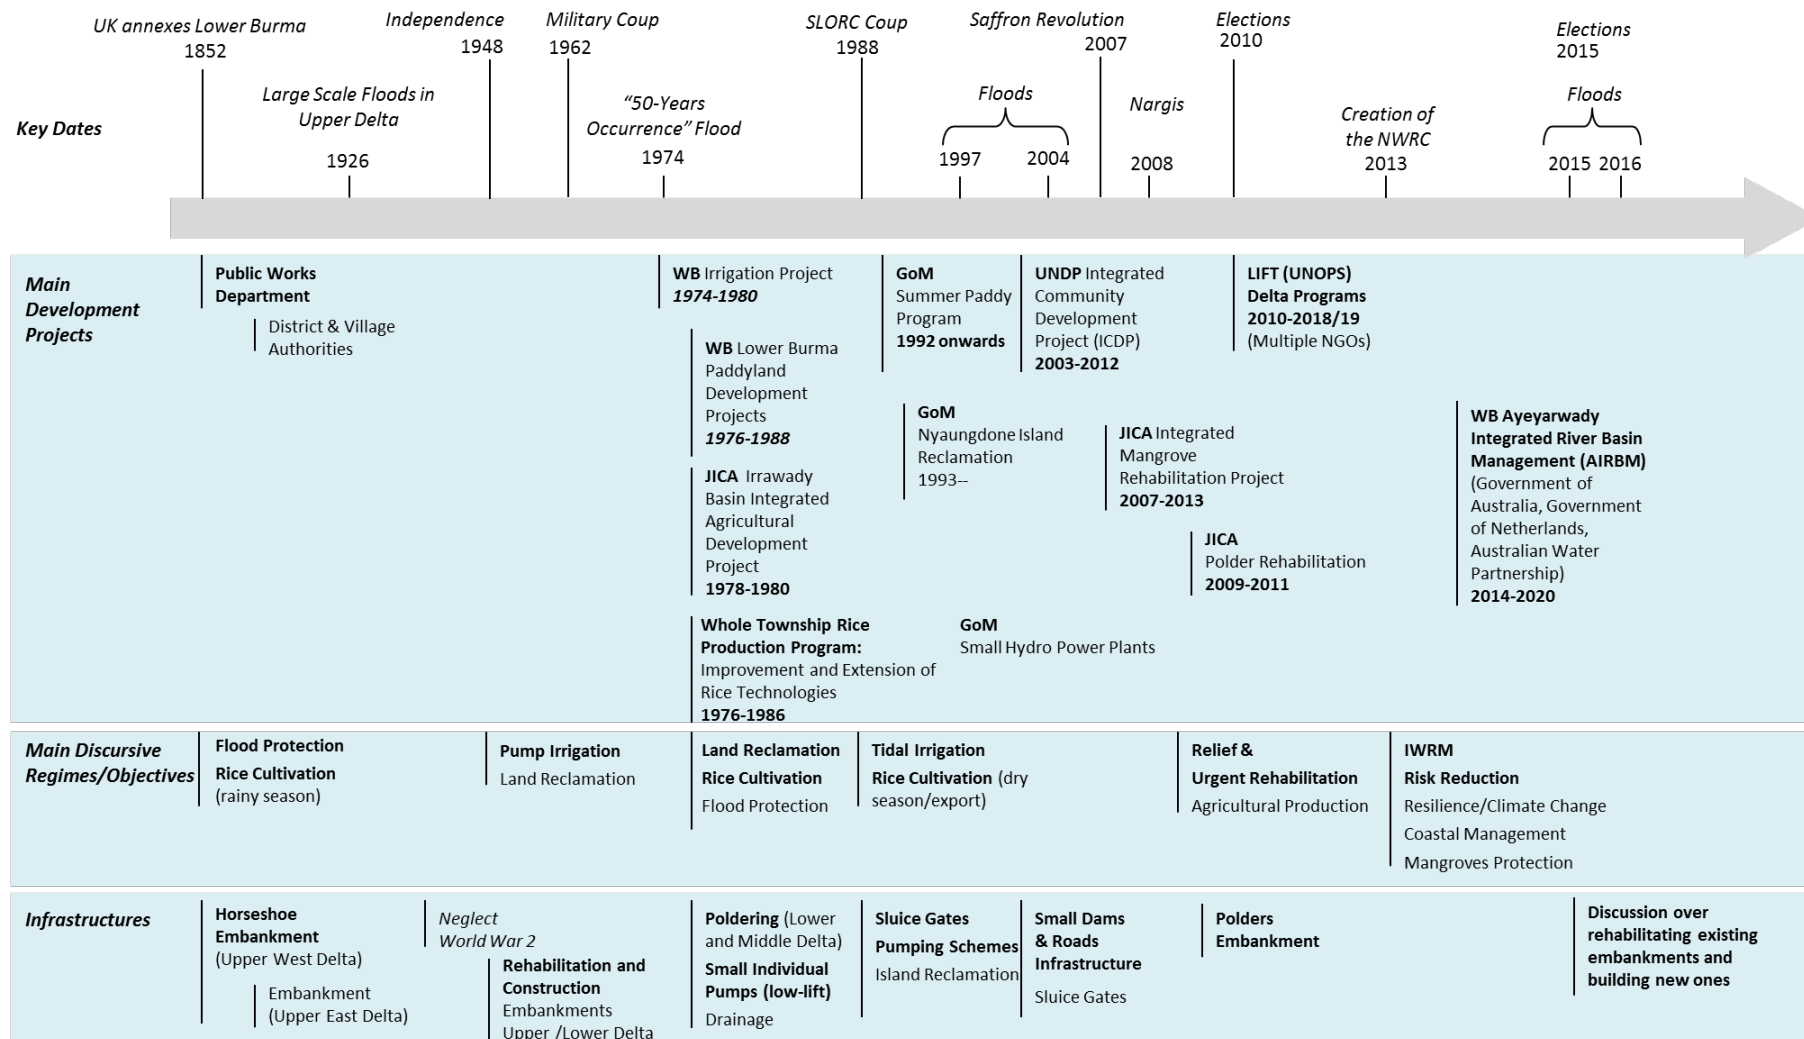 UK annexes Lower Burma
1852
Independence
1948
Military Coup
1962
SLORC Coup
1988
Saffron Revolution
2007
Elections
2010
Elections
2015
Key Dates
Large Scale Floods in
Upper Delta
1926
“50-Years
Occurrence” Flood
1974
Floods
1997
2004
Nargis
2008
Creation of
the NWRC
2013
Floods
2015
2016
Main
Development
Projects
Public Works
Department
District & Village
Authorities
WB Irrigation Project
1974-1980
WB Lower Burma
Paddyland
Development
Projects
1976-1988
JICA Irrawady
Basin Integrated
Agricultural
Development
Project
1978-1980
Whole Township Rice
Production Program:
Improvement and Extension of
Rice Technologies
1976-1986
GoM
Summer Paddy
Program
1992 onwards
GoM
Nyaungdone Island
Reclamation
1993--
GoM
Small Hydro Power Plants
UNDP Integrated
Community
Development
Project (ICDP)
2003-2012
JICA Integrated
Mangrove
Rehabilitation Project
2007-2013
JICA
Polder Rehabilitation
2009-2011
LIFT (UNOPS)
Delta Programs
2010-2018/19
(Multiple NGOs)
WB Ayeyarwady
Integrated River Basin
Management (AIRBM)
(Government of
Australia, Government
of Netherlands,
Australian Water
Partnership)
2014-2020
Main Discursive
Regimes/Objectives
Flood Protection
Rice Cultivation
(rainy season)
Pump Irrigation
Land Reclamation
Land Reclamation
Rice Cultivation
Flood Protection
Tidal Irrigation
Rice Cultivation (dry
season/export)
Relief &
Urgent Rehabilitation
Agricultural Production
IWRM
Risk Reduction
Resilience/Climate Change
Coastal Management
Mangroves Protection
Infrastructures
Horseshoe
Embankment
(Upper West Delta)
Embankment
(Upper East Delta)
Neglect
World War 2
Rehabilitation and
Construction
Embankments
Upper /Lower Delta
Poldering (Lower
and Middle Delta)
Small Individual
Pumps (low-lift)
Drainage
Sluice Gates
Pumping Schemes
Island Reclamation
Small Dams
& Roads
Infrastructure
Sluice Gates
Polders
Embankment
Discussion over
rehabilitating existing
embankments and
building new ones